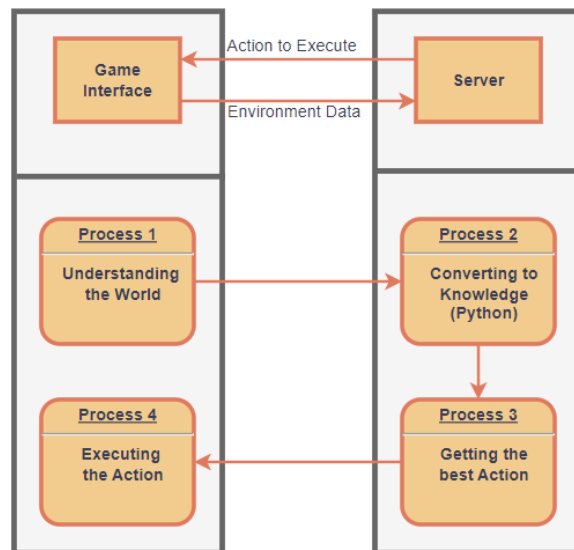 Game
Interface
Action to Execute
Environment Data
Server
Process 1
Understanding
the World
Process 2
Converting to
Knowledge
(Python)
Process 4
Executing
the Action
Process 3
Getting the
best Action